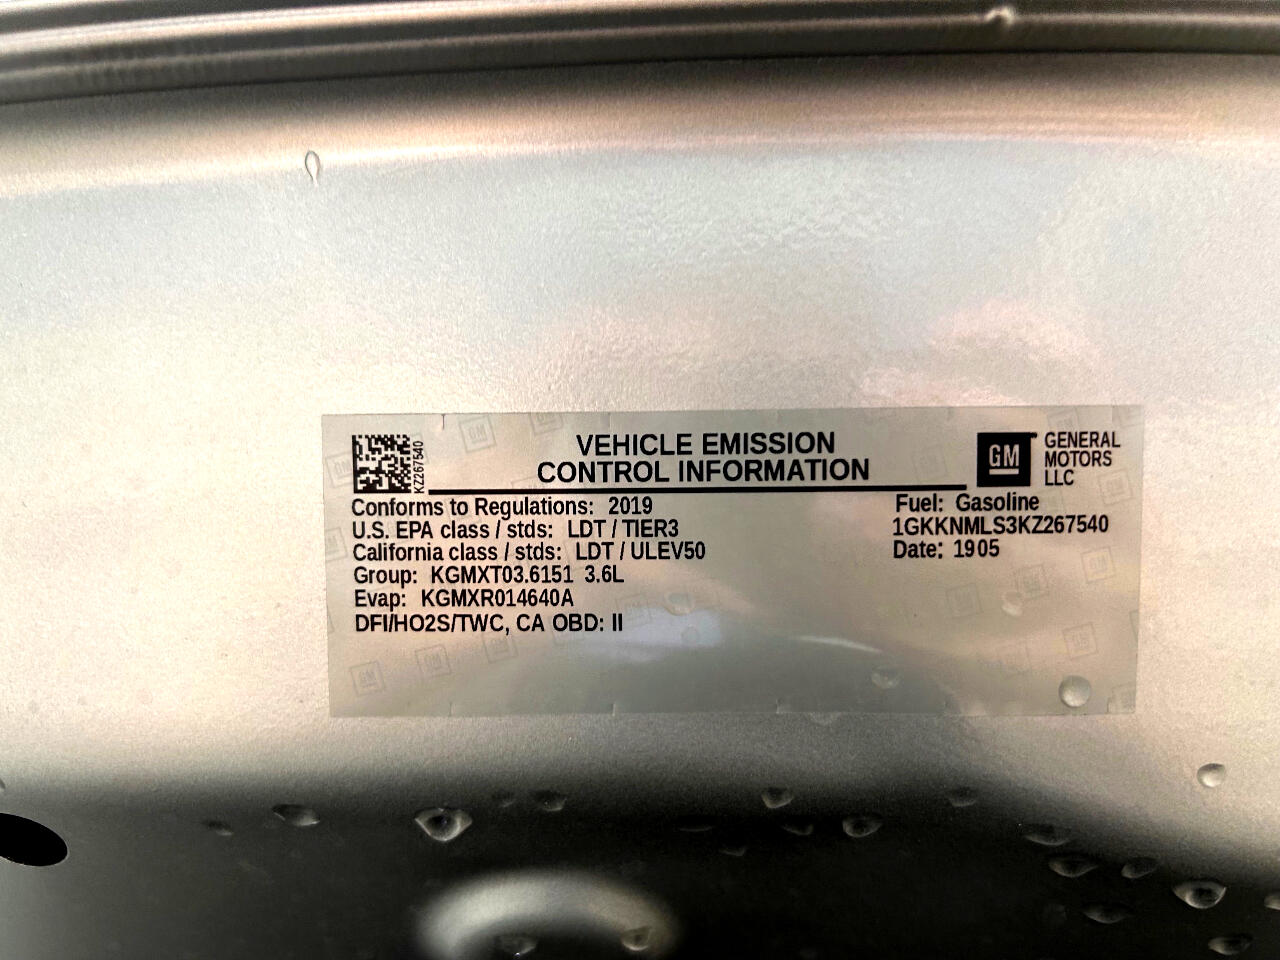 KZ267540
VEHICLE EMISSION
CONTROL INFORMATION
GM
GENERAL
MOTORS
LLC
Conforms to Regulations: 2019
U.S. EPA class / stds: LDT / TIER3
California class / stds: LDT / ULEV50
Group: KGMXT03.6151 3.6L
Evap: KGMXR014640A
DFI/HO2S/TWC, CA OBD: II
Fuel: Gasoline
1GKKNMLS3KZ267540
Date: 1905